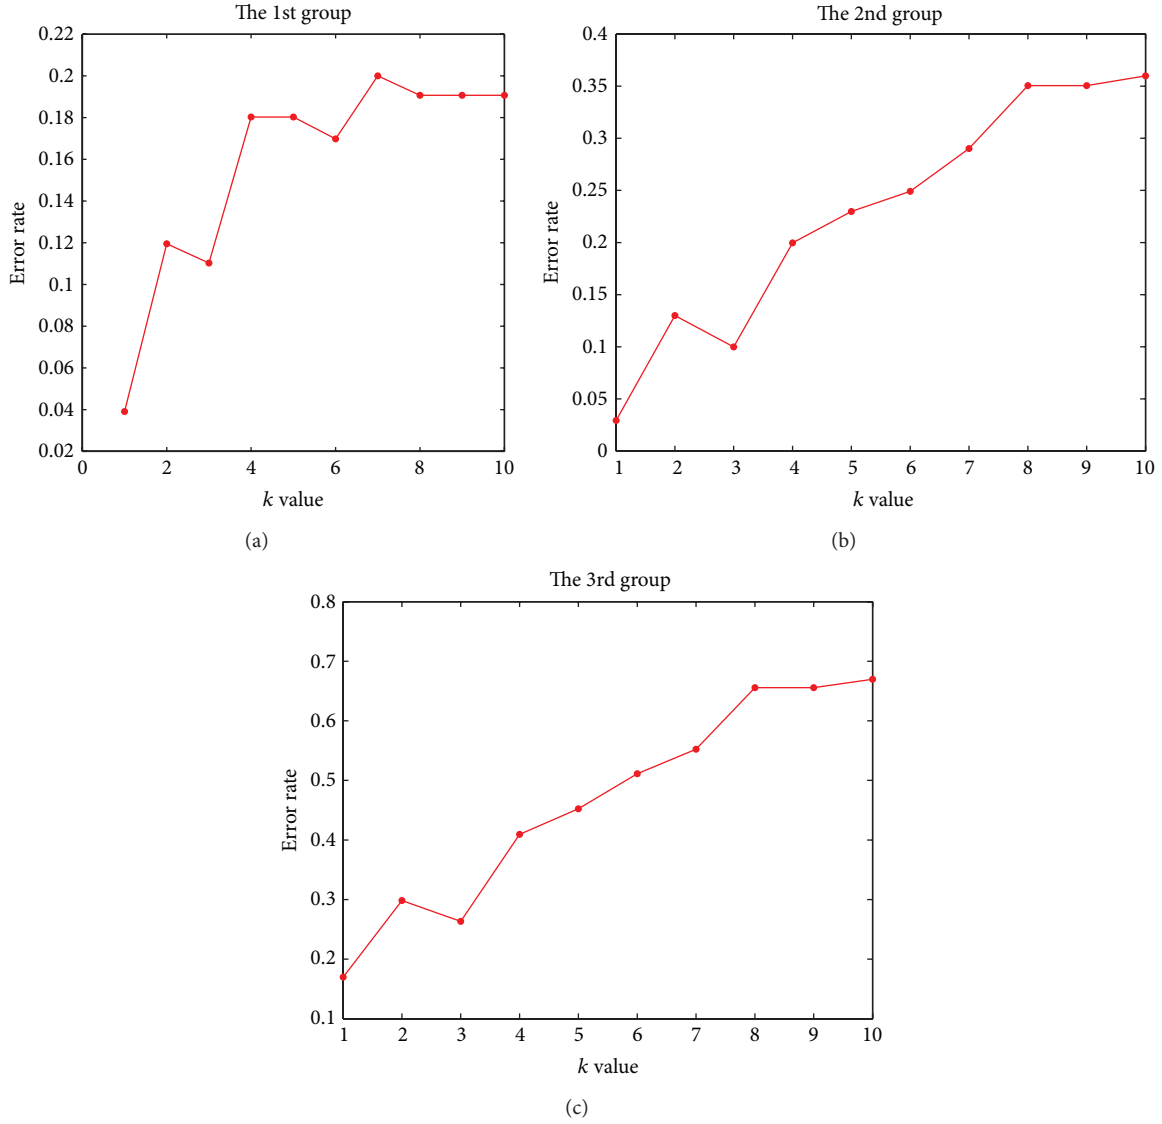 The 1st group
0.22
0.2
0.18
0.16
0.14
0.12
0.1
0.08
0.06
0.04
0.02
Error rate
0 2 4 6 8 10
k value
(a)
The 2nd group
0.4
0.35
0.3
0.25
0.2
0.15
0.1
0.05
0
Error rate
1 2 3 4 5 6 7 8 9 10
k value
(b)
The 3rd group
0.8
0.7
0.6
0.5
0.4
0.3
0.2
0.1
Error rate
1 2 3 4 5 6 7 8 9 10
k value
(c)